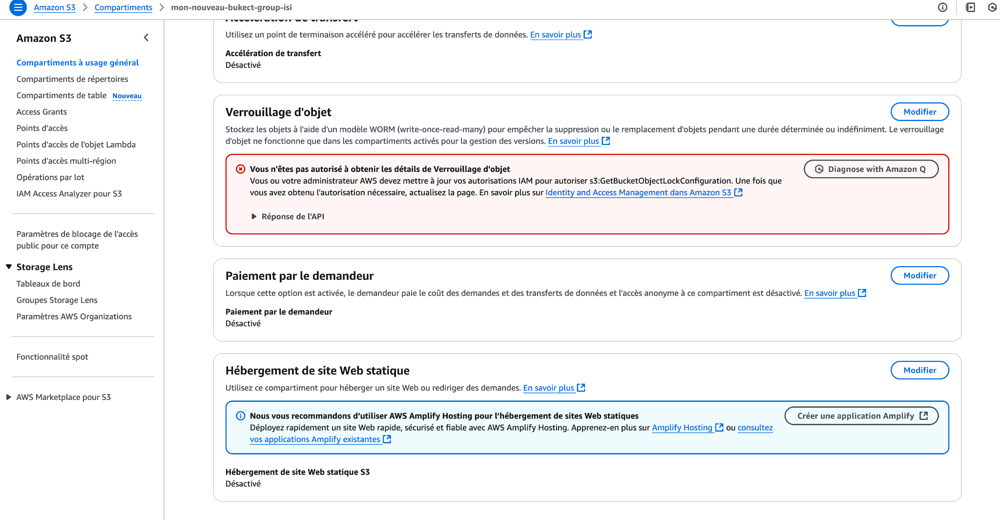 Amazon S3 > Compartiments > mon-nouveau-bukect-group-isi
Amazon S3
Compartiments à usage général
Compartiments de répertoires
Compartiments de table Nouveau
Access Grants
Points d'accès
Points d'accès de l'objet Lambda
Points d'accès multi-région
Opérations par lot
IAM Access Analyzer pour S3
Paramètres de blocage de l'accès
public pour ce compte
Storage Lens
Tableaux de bord
Groupes Storage Lens
Paramètres AWS Organizations
Fonctionnalité spot
AWS Marketplace pour S3
Accélération de transfert
Utilisez un point de terminaison accéléré pour accélérer les transferts de données. En savoir plus
Accélération de transfert
Désactivé
Verrouillage d'objet
Modifier
Stockez les objets à l'aide d'un modèle WORM (write-once-read-many) pour empêcher la suppression ou le remplacement d'objets pendant une durée déterminée ou indéfiniment. Le verrouillage
d'objet ne fonctionne que dans les compartiments activés pour la gestion des versions. En savoir plus
Vous n'êtes pas autorisé à obtenir les détails de Verrouillage d'objet
Diagnose with Amazon Q
Vous ou votre administrateur AWS devez mettre à jour vos autorisations IAM pour autoriser s3:GetBucketObjectLockConfiguration. Une fois que
vous avez obtenu l'autorisation nécessaire, actualisez la page. En savoir plus sur Identity and Access Management dans Amazon S3
Réponse de l'API
Paiement par le demandeur
Modifier
Lorsque cette option est activée, le demandeur paie le coût des demandes et des transferts de données et l'accès anonyme à ce compartiment est désactivé. En savoir plus
Paiement par le demandeur
Désactivé
Hébergement de site Web statique
Modifier
Utilisez ce compartiment pour héberger un site Web ou rediriger des demandes. En savoir plus
Nous vous recommandons d’utiliser AWS Amplify Hosting pour l’hébergement de sites Web statiques
Créer une application Amplify
Déployez rapidement un site Web rapide, sécurisé et fiable avec AWS Amplify Hosting. Apprenez-en plus sur Amplify Hosting ou consultez
vos applications Amplify existantes
Hébergement de site Web statique S3
Désactivé